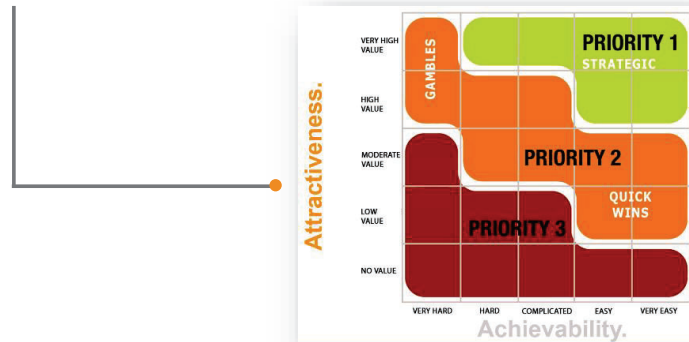 Attractiveness.
VERY HIGH
VALUE
HIGH
VALUE
MODERATE
VALUE
LOW
VALUE
NO VALUE
GAMBLES
PRIORITY 1
STRATEGIC
PRIORITY 2
QUICK
WINS
PRIORITY 3
VERY HARD
HARD
COMPLICATED
EASY
VERY EASY
Achievability.